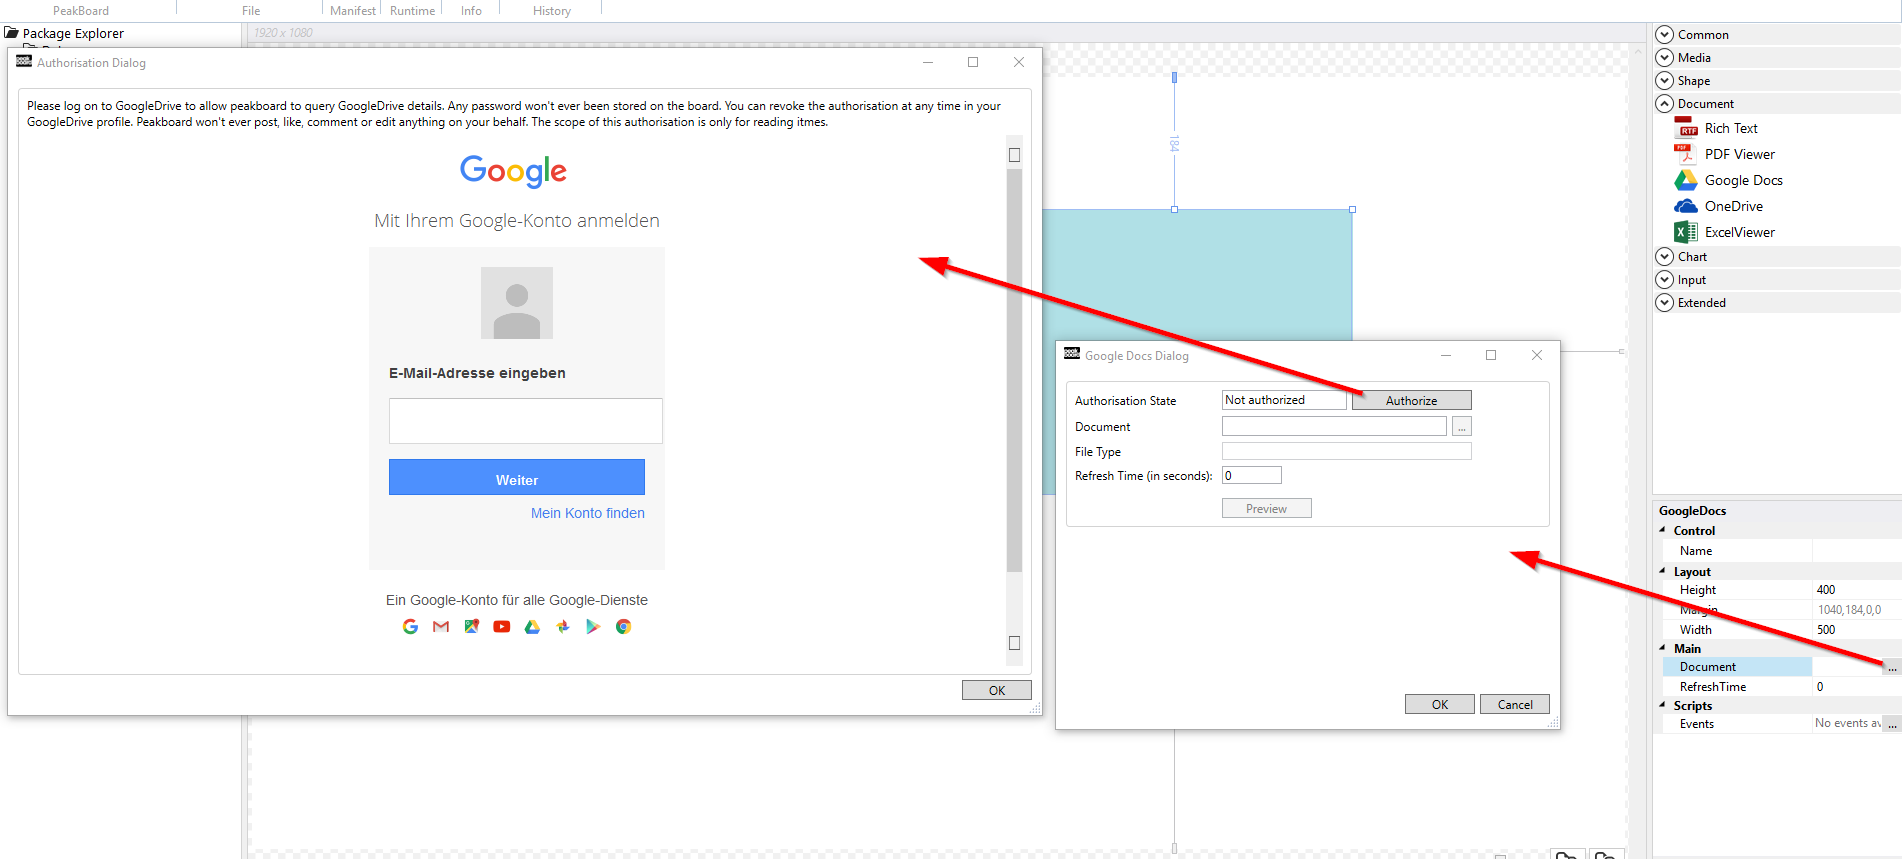 PeakBoard
File
Manifest
Runtime
Info
History
Package Explorer
1920 x 1080
Authorisation Dialog
Please log on to GoogleDrive to allow peakboard to query GoogleDrive details. Any password won't ever been stored on the board. You can revoke the authorisation at any time in your
GoogleDrive profile. Peakboard won't ever post, like, comment or edit anything on your behalf. The scope of this authorisation is only for reading itmes.
Google
Mit Ihrem Google-Konto anmelden
E-Mail-Adresse eingeben
Weiter
Mein Konto finden
Ein Google-Konto für alle Google-Dienste
OK
184
Google Docs Dialog
Authorisation State
Not authorized
Authorize
Document
...
File Type
Refresh Time (in seconds):
0
Preview
OK
Cancel
Common
Media
Shape
Document
RTF
Rich Text
PDF
PDF Viewer
Google Docs
OneDrive
ExcelViewer
Chart
Input
Extended
GoogleDocs
Control
Name
Layout
Height
400
Margin
1040,184,0,0
Width
500
Main
Document
...
RefreshTime
0
Scripts
Events
No events av
...